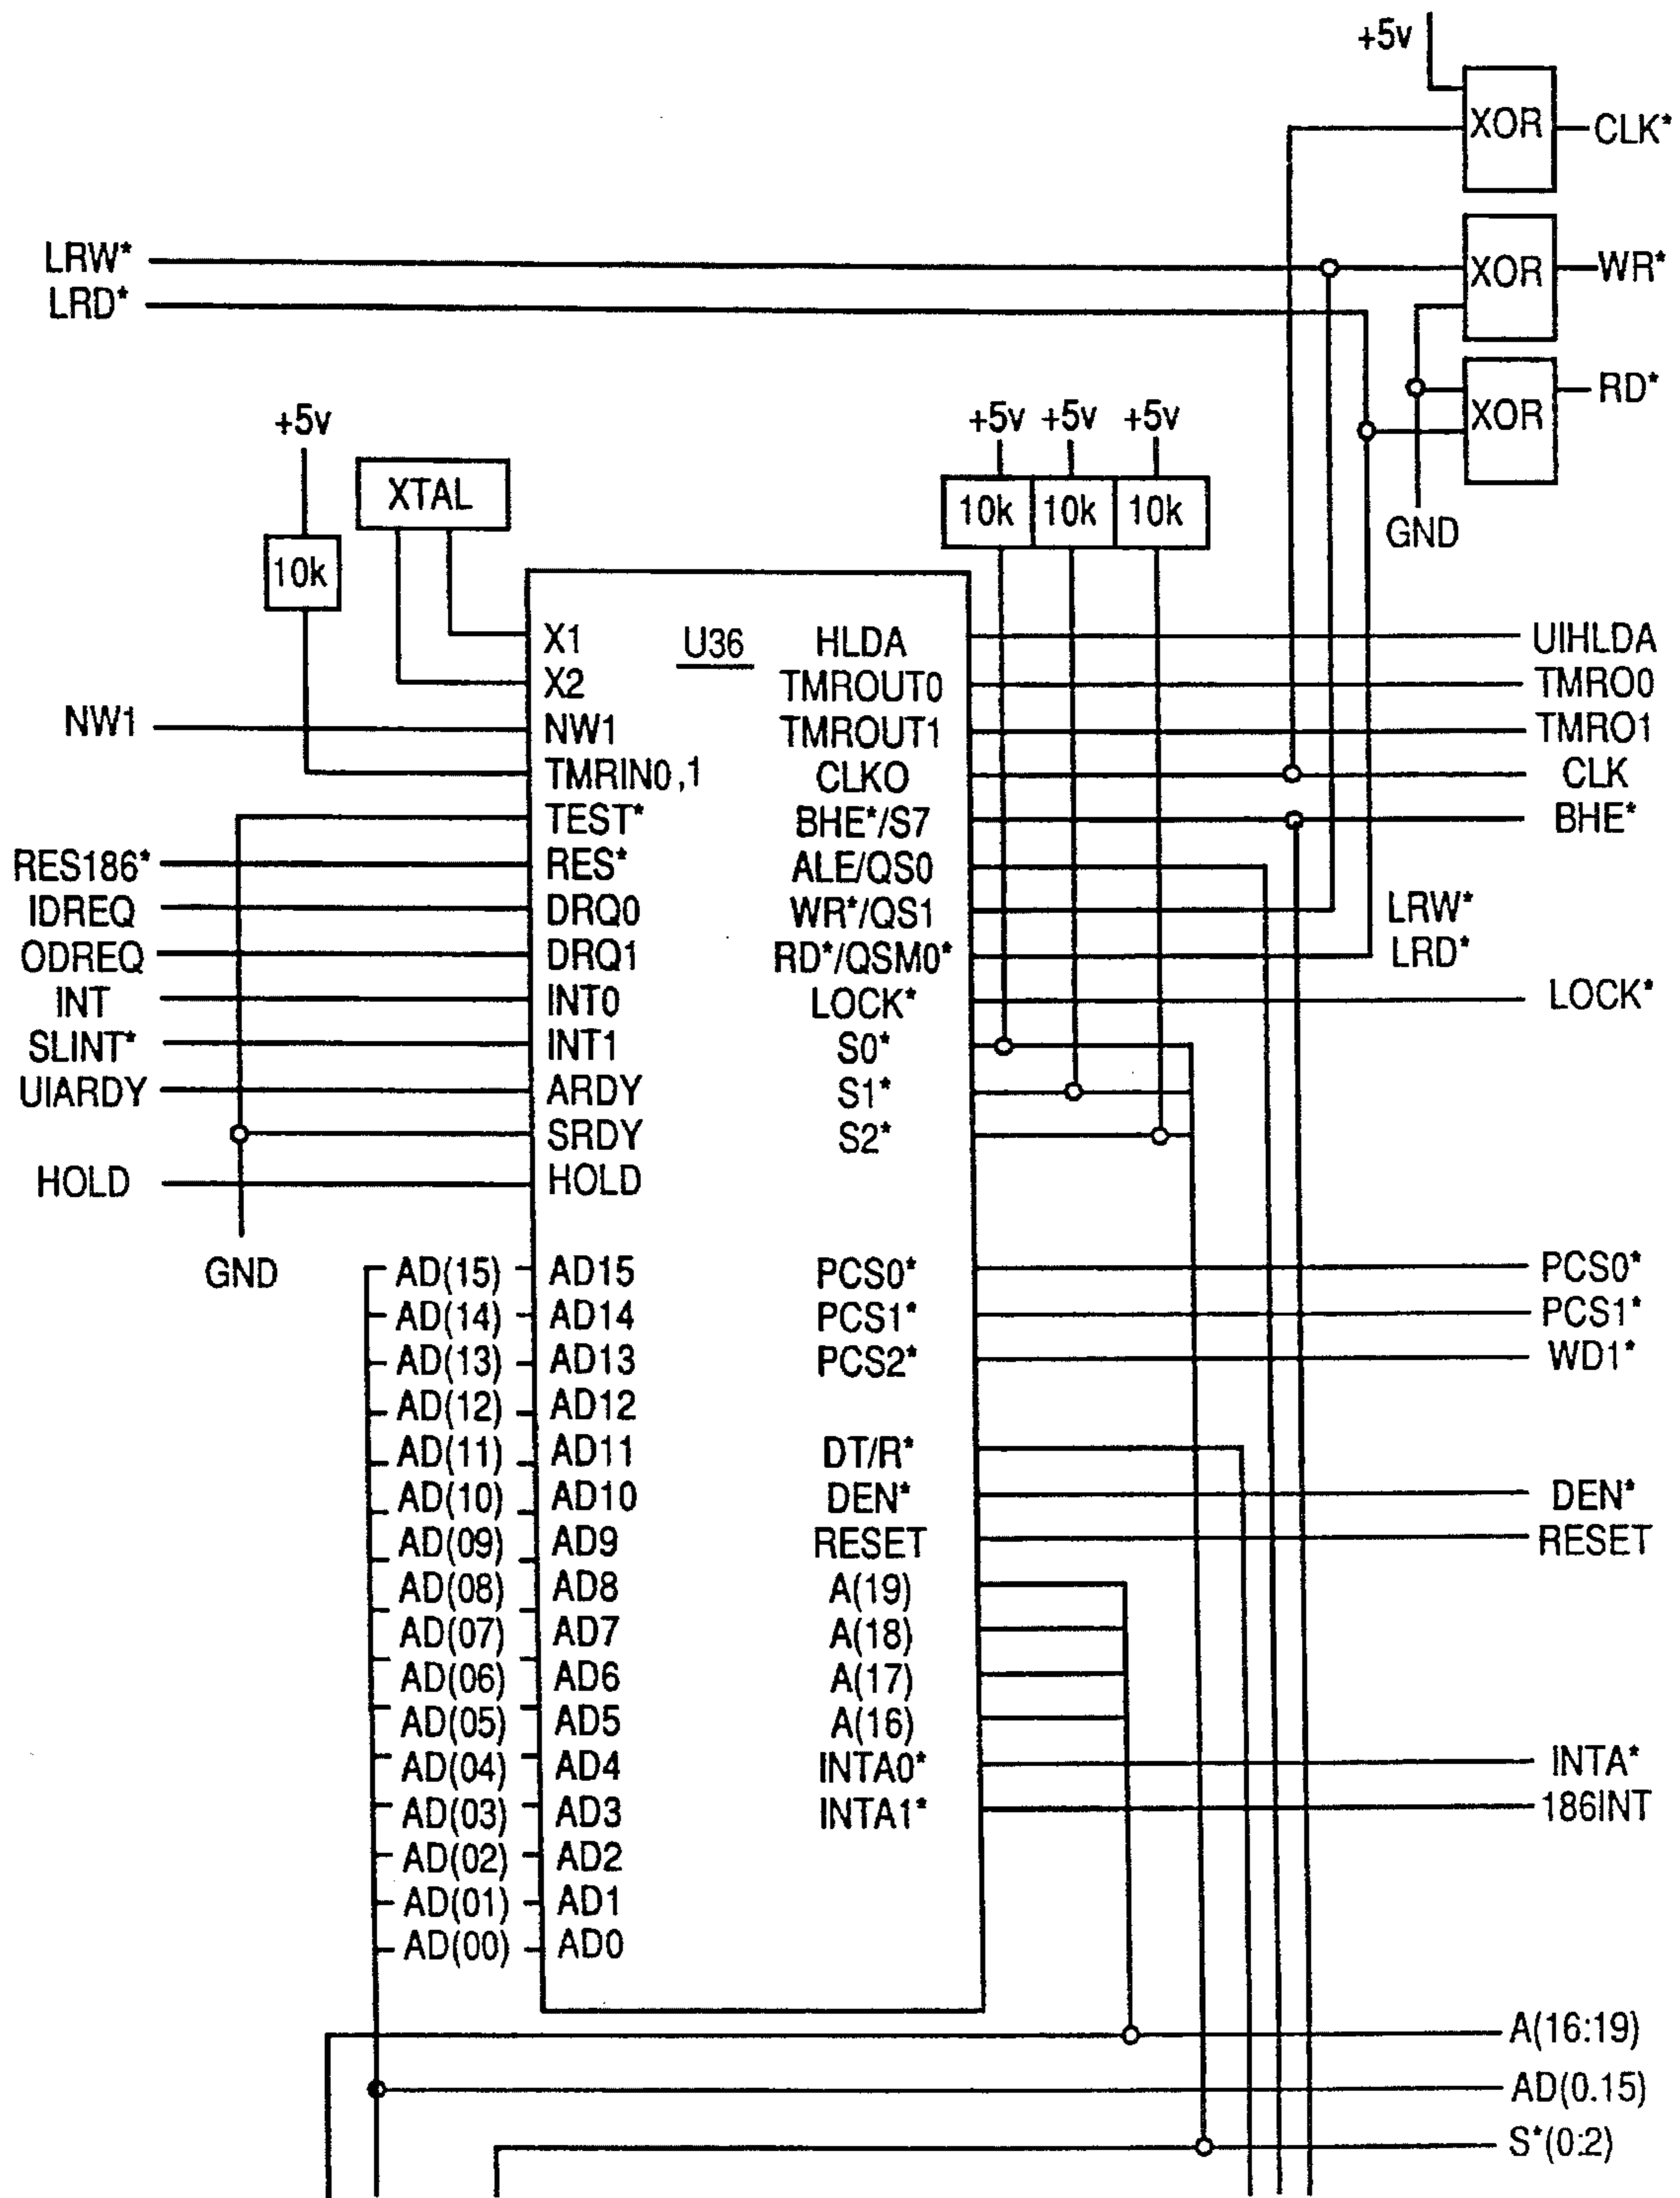 +5v
XOR
CLK*
LRW*
XOR
WR*
LRD*
XOR
RD*
GND
+5v
XTAL
10k
+5v +5v +5v
10k 10k 10k
U36
X1 HLDA UIHLDA
X2 TMROUT0 TMRO0
NW1 NW1 TMROUT1 TMRO1
TMRIN0,1 CLKO CLK
TEST* BHE*/S7 BHE*
RES186* RES* ALE/QS0
IDREQ DRQ0 WR*/QS1 LRW*
ODREQ DRQ1 RD*/QSM0* LRD*
INT INT0 LOCK* LOCK*
SLINT* INT1 S0*
UIARDY ARDY S1*
SRDY S2*
HOLD HOLD
GND
AD(15) AD15 PCS0* PCS0*
AD(14) AD14 PCS1* PCS1*
AD(13) AD13 PCS2* WD1*
AD(12) AD12
AD(11) AD11 DT/R*
AD(10) AD10 DEN* DEN*
AD(09) AD9 RESET RESET
AD(08) AD8 A(19)
AD(07) AD7 A(18)
AD(06) AD6 A(17)
AD(05) AD5 A(16)
AD(04) AD4 INTA0* INTA*
AD(03) AD3 INTA1* 186INT
AD(02) AD2
AD(01) AD1
AD(00) AD0
A(16:19)
AD(0.15)
S*(0:2)